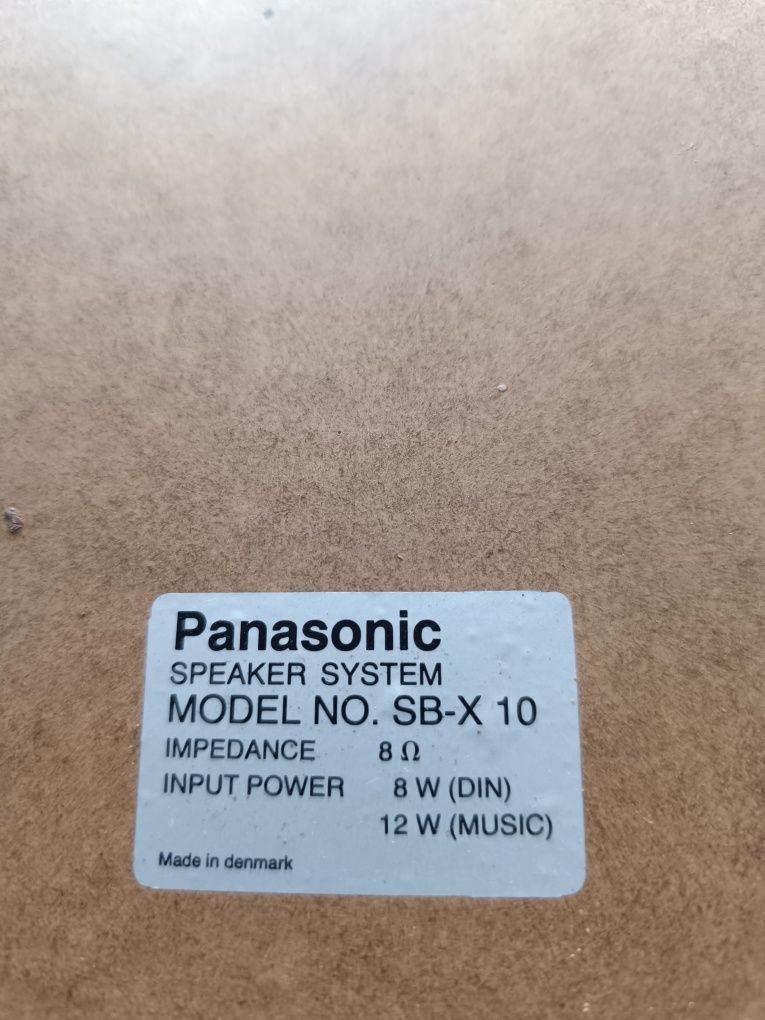 Panasonic
SPEAKER SYSTEM
MODEL NO. SB-X 10
IMPEDANCE 8 Ω
INPUT POWER 8 W (DIN)
12 W (MUSIC)
Made in denmark